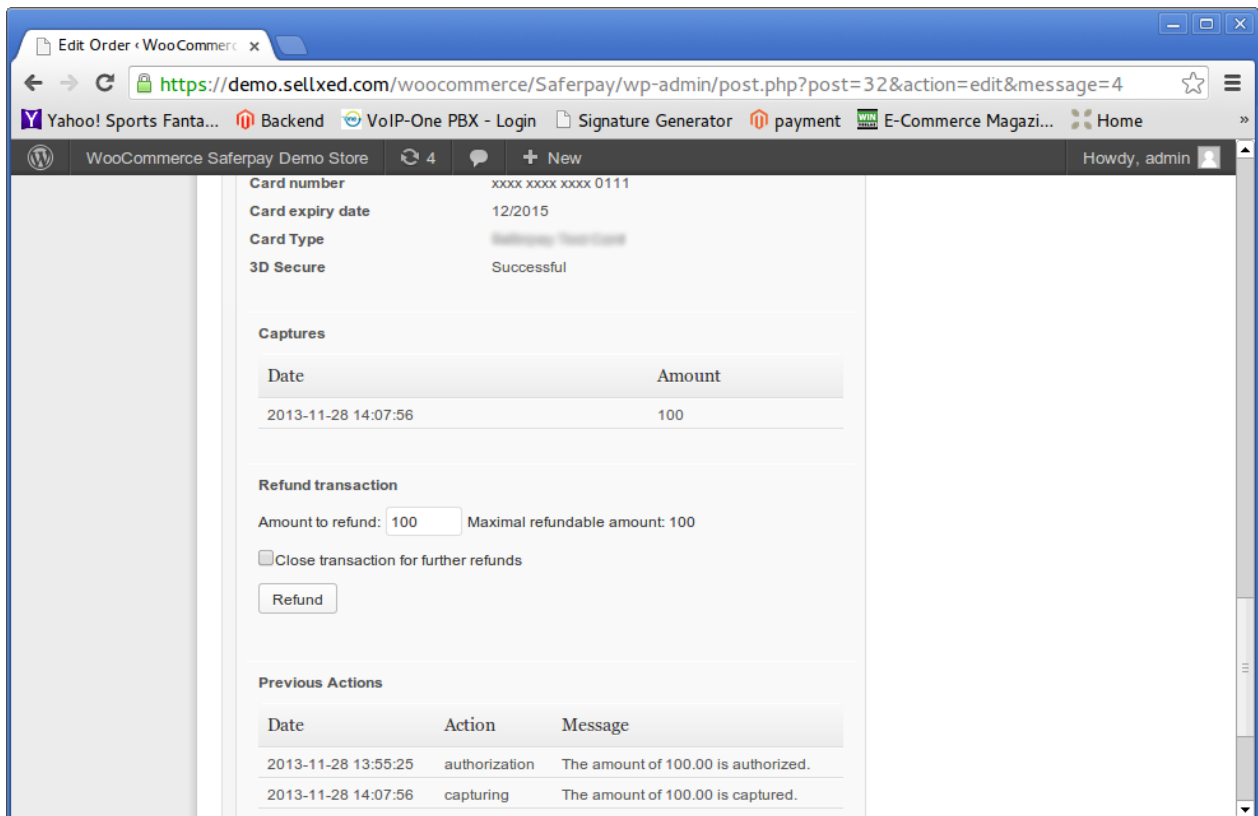 Edit Order ‹ WooCommerc
https://demo.sellxed.com/woocommerce/Saferpay/wp-admin/post.php?post=32&action=edit&message=4
Yahoo! Sports Fanta... Backend VoIP-One PBX - Login Signature Generator payment E-Commerce Magazi... Home »
WooCommerce Saferpay Demo Store 4 + New Howdy, admin
Card number xxxx xxxx xxxx 0111
Card expiry date 12/2015
Card Type
3D Secure Successful
Captures
Date Amount
2013-11-28 14:07:56 100
Refund transaction
Amount to refund: 100 Maximal refundable amount: 100
Close transaction for further refunds
Refund
Previous Actions
Date Action Message
2013-11-28 13:55:25 authorization The amount of 100.00 is authorized.
2013-11-28 14:07:56 capturing The amount of 100.00 is captured.